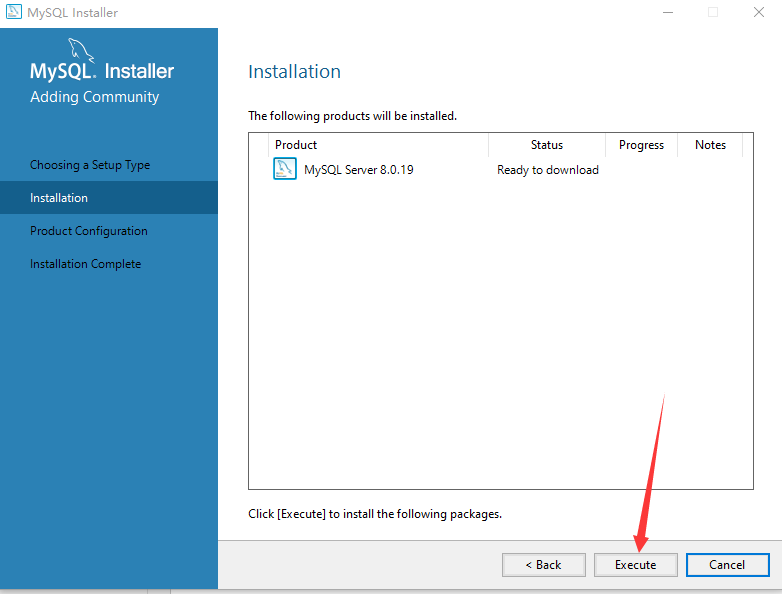 MySQL Installer
MySQL. Installer
Adding Community
Choosing a Setup Type
Installation
Product Configuration
Installation Complete
Installation
The following products will be installed.
Product Status Progress Notes
MySQL Server 8.0.19 Ready to download
Click [Execute] to install the following packages.
< Back Execute Cancel